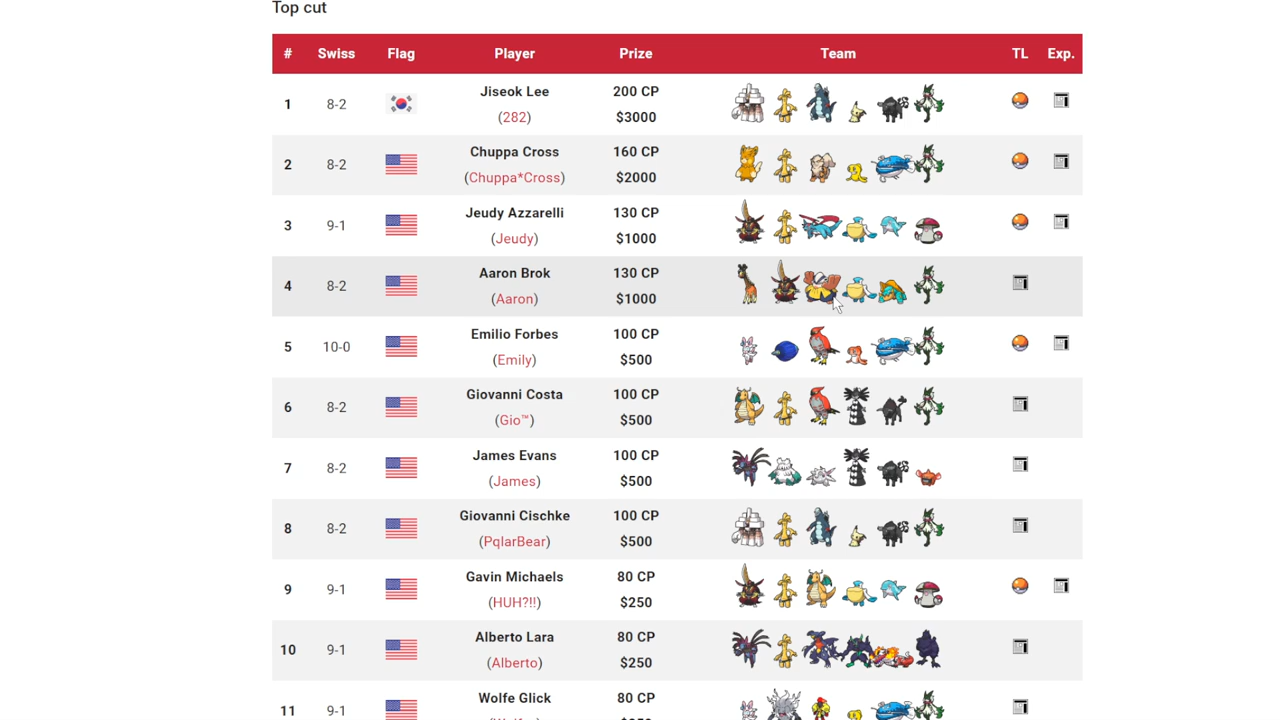 Top cut
# Swiss Flag Player Prize Team TL Exp.
1 8-2 Jiseok Lee 200 CP
(282) $3000
2 8-2 Chuppa Cross 160 CP
(Chuppa*Cross) $2000
3 9-1 Jeudy Azzarelli 130 CP
(Jeudy) $1000
4 8-2 Aaron Brok 130 CP
(Aaron) $1000
5 10-0 Emilio Forbes 100 CP
(Emily) $500
6 8-2 Giovanni Costa 100 CP
(Gio™) $500
7 8-2 James Evans 100 CP
(James) $500
8 8-2 Giovanni Cischke 100 CP
(PqlarBear) $500
9 9-1 Gavin Michaels 80 CP
(HUH?!!) $250
10 9-1 Alberto Lara 80 CP
(Alberto) $250
11 9-1 Wolfe Glick 80 CP